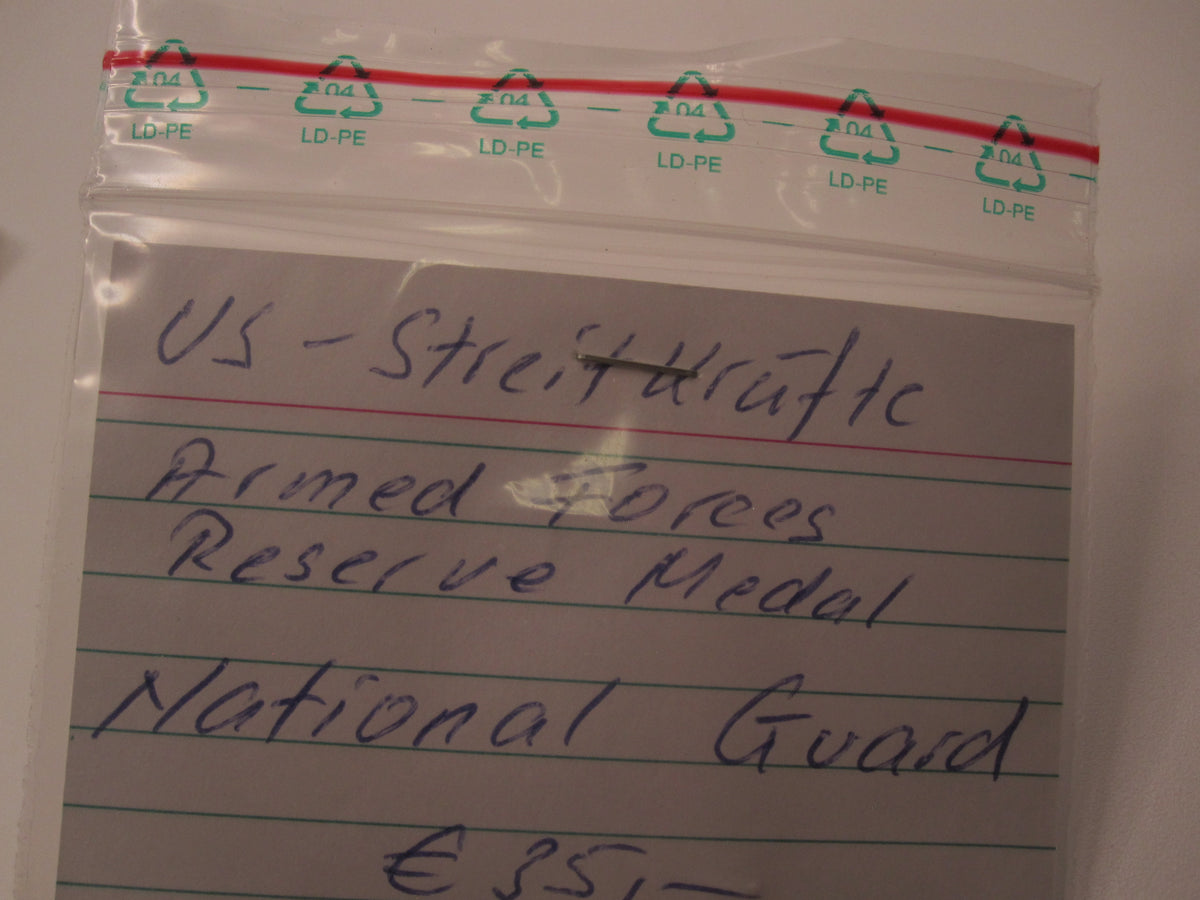 04 04 04 04 04 04
LD-PE LD-PE LD-PE LD-PE LD-PE LD-PE
US - Streitkräfte
Armed Forces
Reserve Medal
National Guard
€ 35,-